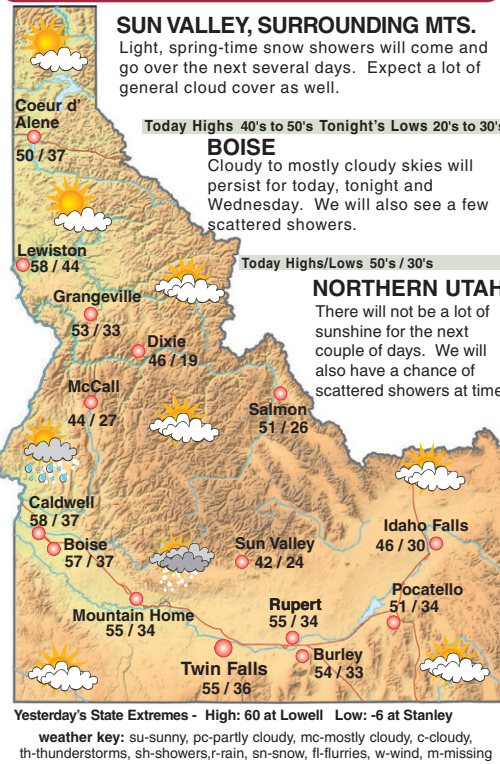 SUN VALLEY, SURROUNDING MTS.
Light, spring-time snow showers will come and
go over the next several days. Expect a lot of
general cloud cover as well.
Today Highs 40's to 50's Tonight's Lows 20's to 30's
BOISE
Cloudy to mostly cloudy skies will
persist for today, tonight and
Wednesday. We will also see a few
scattered showers.
Today Highs/Lows 50's / 30's
NORTHERN UTAH
There will not be a lot of
sunshine for the next
couple of days. We will
also have a chance of
scattered showers at time
Coeur d'
Alene
50 / 37
Lewiston
58 / 44
Grangeville
53 / 33
Dixie
46 / 19
McCall
44 / 27
Salmon
51 / 26
Caldwell
58 / 37
Boise
57 / 37
Sun Valley
42 / 24
Idaho Falls
46 / 30
Mountain Home
55 / 34
Rupert
55 / 34
Pocatello
51 / 34
Twin Falls
55 / 36
Burley
54 / 33
Yesterday's State Extremes - High: 60 at Lowell Low: -6 at Stanley
weather key: su-sunny, pc-partly cloudy, mc-mostly cloudy, c-cloudy,
th-thunderstorms, sh-showers,r-rain, sn-snow, fl-flurries, w-wind, m-missing